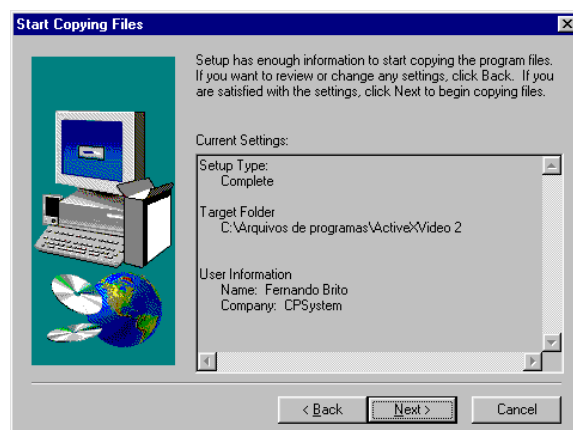 Start Copying Files
Setup has enough information to start copying the program files.
If you want to review or change any settings, click Back. If you
are satisfied with the settings, click Next to begin copying files.
Current Settings:
Setup Type:
Complete
Target Folder
C:\Arquivos de programas\ActiveXVideo 2
User Information
Name: Fernando Brito
Company: CPSystem
< Back
Next >
Cancel